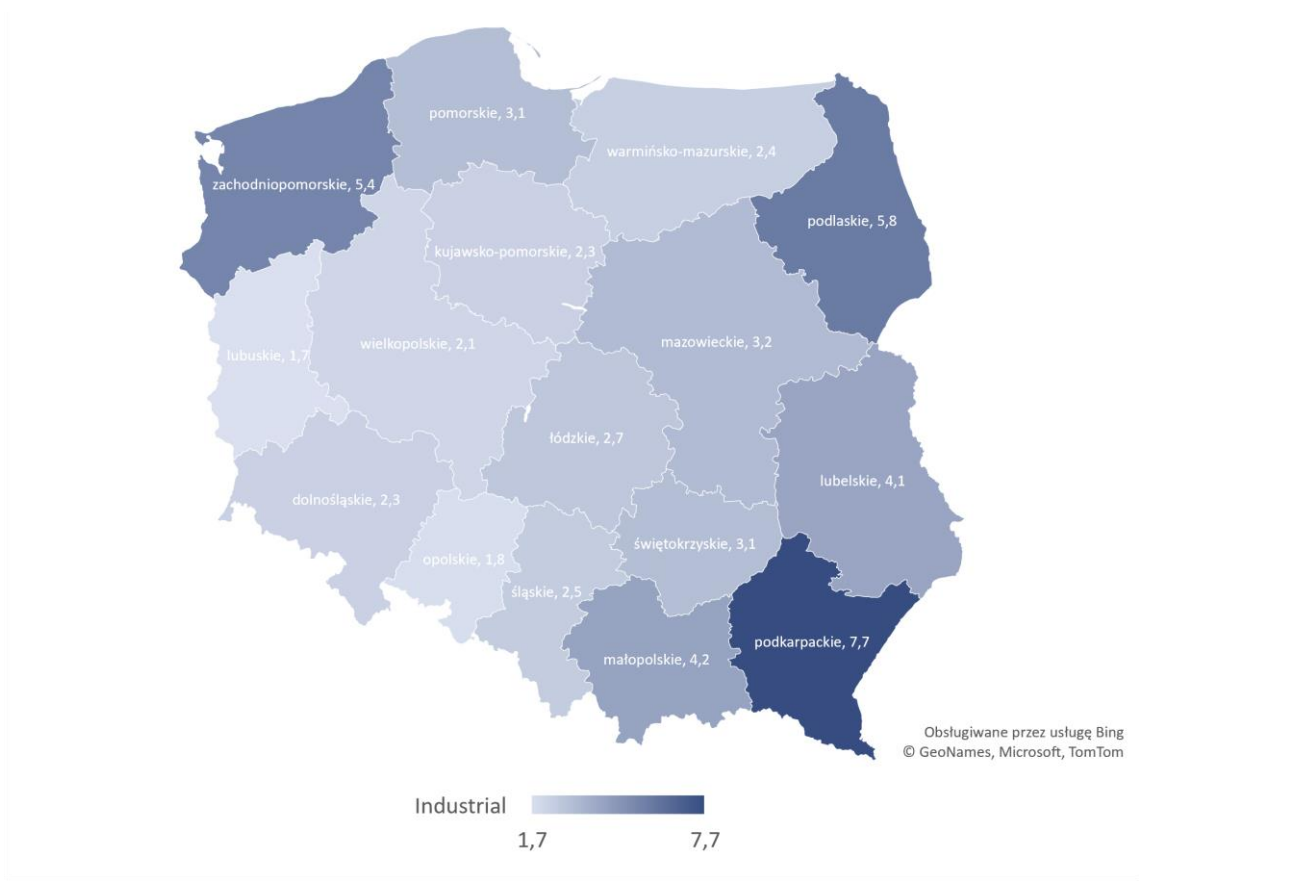 pomorskie, 3,1
warmińsko-mazurskie, 2,4
zachodniopomorskie, 5,4
podlaskie, 5,8
kujawsko-pomorskie, 2,3
mazowieckie, 3,2
wielkopolskie, 2,1
lubuskie, 1,7
łódzkie, 2,7
lubelskie, 4,1
dolnośląskie, 2,3
świętokrzyskie, 3,1
opolskie, 1,8
śląskie, 2,5
podkarpackie, 7,7
małopolskie, 4,2
Obsługiwane przez usługę Bing
© GeoNames, Microsoft, TomTom
Industrial
1,7 7,7